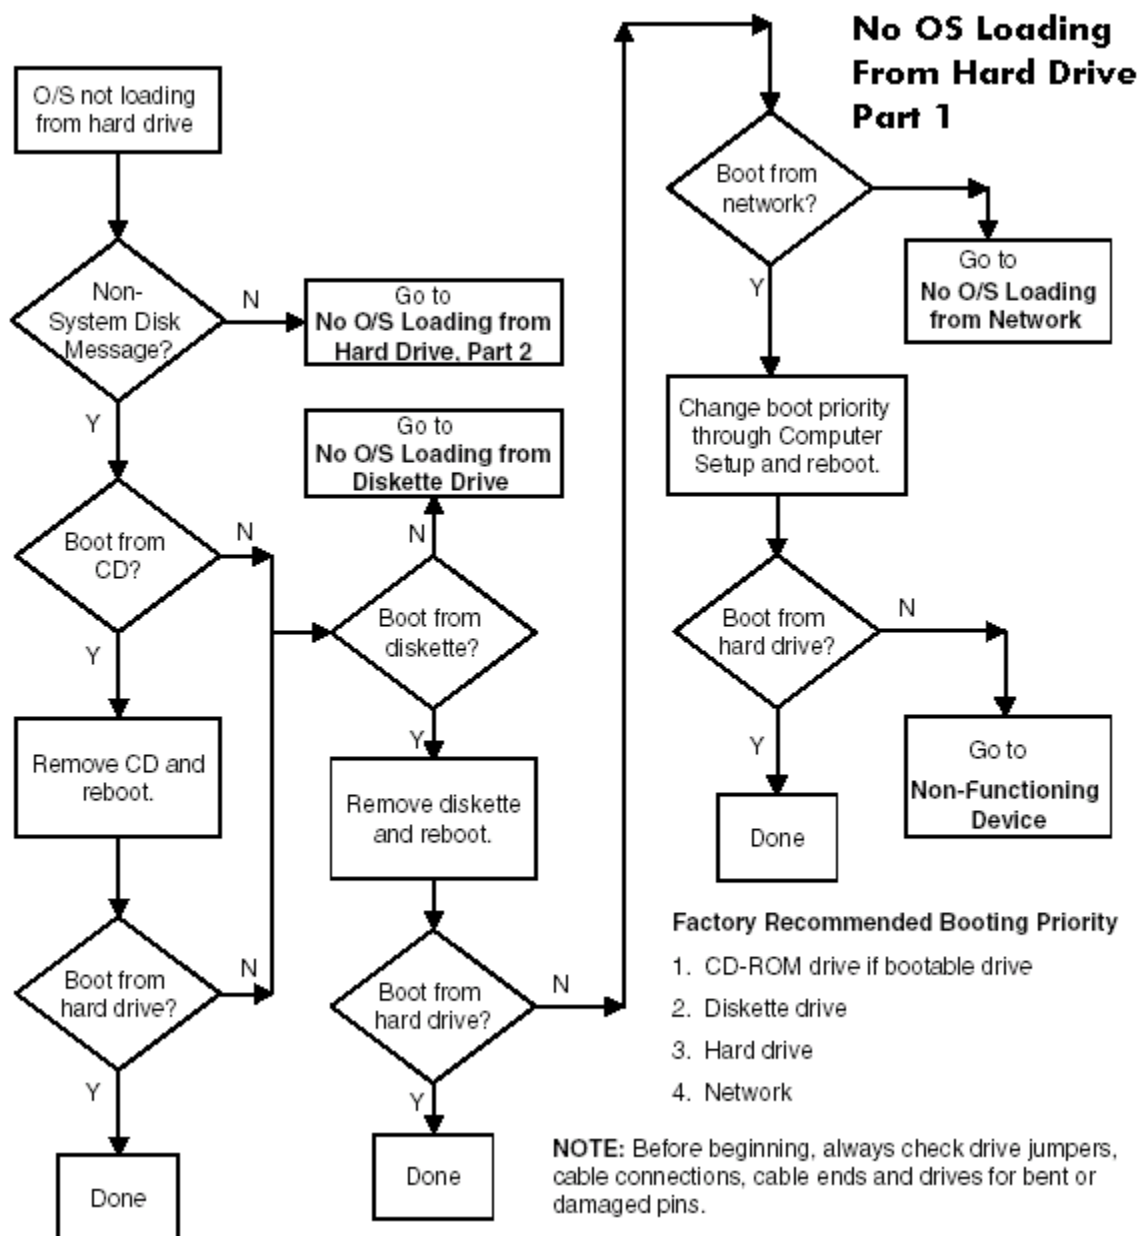 No OS Loading
From Hard Drive
Part 1
O/S not loading
from hard drive
Non-
System Disk
Message?
N
Go to
No O/S Loading from
Hard Drive, Part 2
Y
Go to
No O/S Loading from
Diskette Drive
Boot from
CD?
N
N
Boot from
diskette?
Y
Y
Remove CD and
reboot.
Remove diskette
and reboot.
Boot from
hard drive?
N
Boot from
hard drive?
N
Y
Y
Done
Done
Boot from
network?
Go to
No O/S Loading
from Network
Y
Change boot priority
through Computer
Setup and reboot.
Boot from
hard drive?
N
Y
Go to
Non-Functioning
Device
Done
Factory Recommended Booting Priority
1. CD-ROM drive if bootable drive
2. Diskette drive
3. Hard drive
4. Network
NOTE: Before beginning, always check drive jumpers,
cable connections, cable ends and drives for bent or
damaged pins.